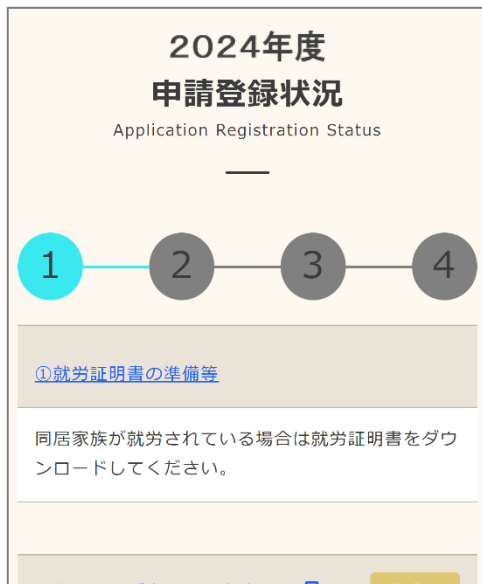 2024年度
申請登録状況
Application Registration Status
1
2
3
4
①就労証明書の準備等
同居家族が就労されている場合は就労証明書をダウ
ンロードしてください。